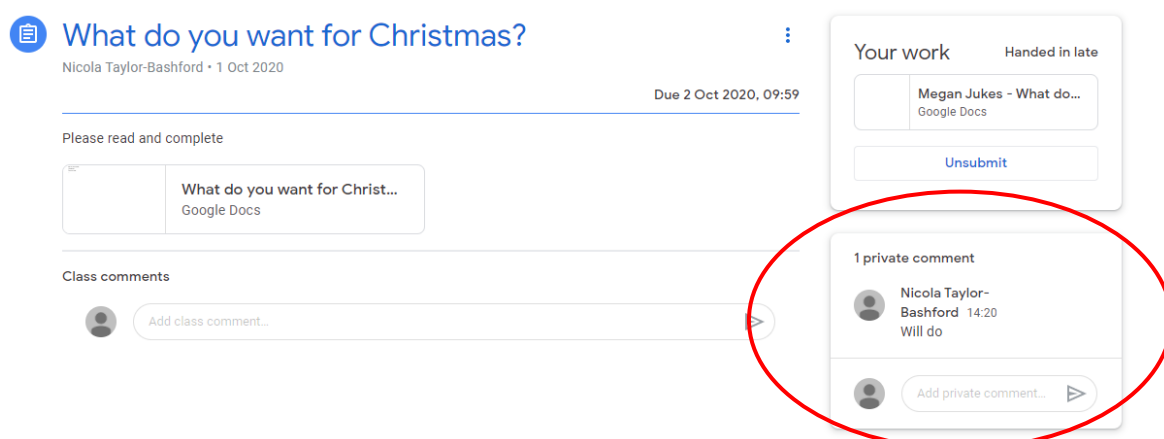 What do you want for Christmas?
Nicola Taylor-Bashford • 1 Oct 2020
Due 2 Oct 2020, 09:59
Please read and complete
What do you want for Christ...
Google Docs
Class comments
Add class comment...
Your work
Handed in late
Megan Jukes - What do...
Google Docs
Unsubmit
1 private comment
Nicola Taylor-
Bashford 14:20
Will do
Add private comment...